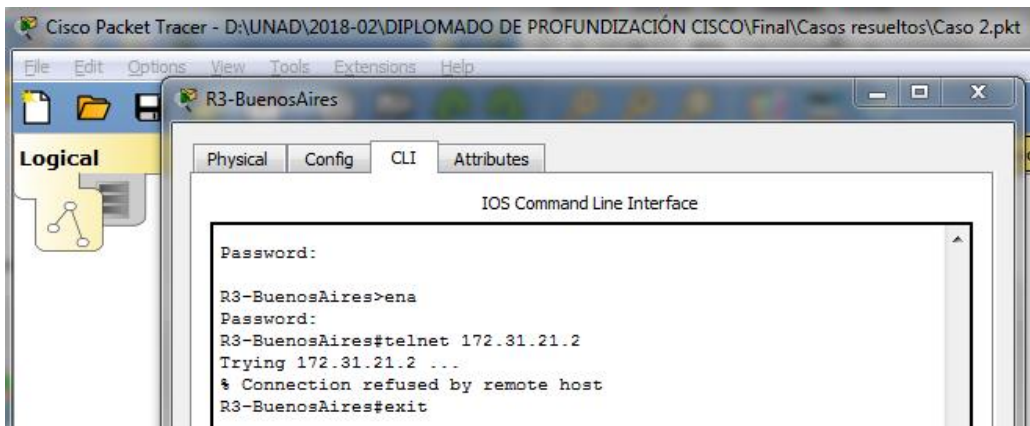 Cisco Packet Tracer - D:\UNAD\2018-02\DIPLOMADO DE PROFUNDIZACIÓN CISCO\Final\Casos resueltos\Caso 2.pkt
File Edit Options View Tools Extensions Help
R3-BuenosAires
Logical
Physical Config CLI Attributes
IOS Command Line Interface
Password:
R3-BuenosAires>ena
Password:
R3-BuenosAires#telnet 172.31.21.2
Trying 172.31.21.2 ...
% Connection refused by remote host
R3-BuenosAires#exit